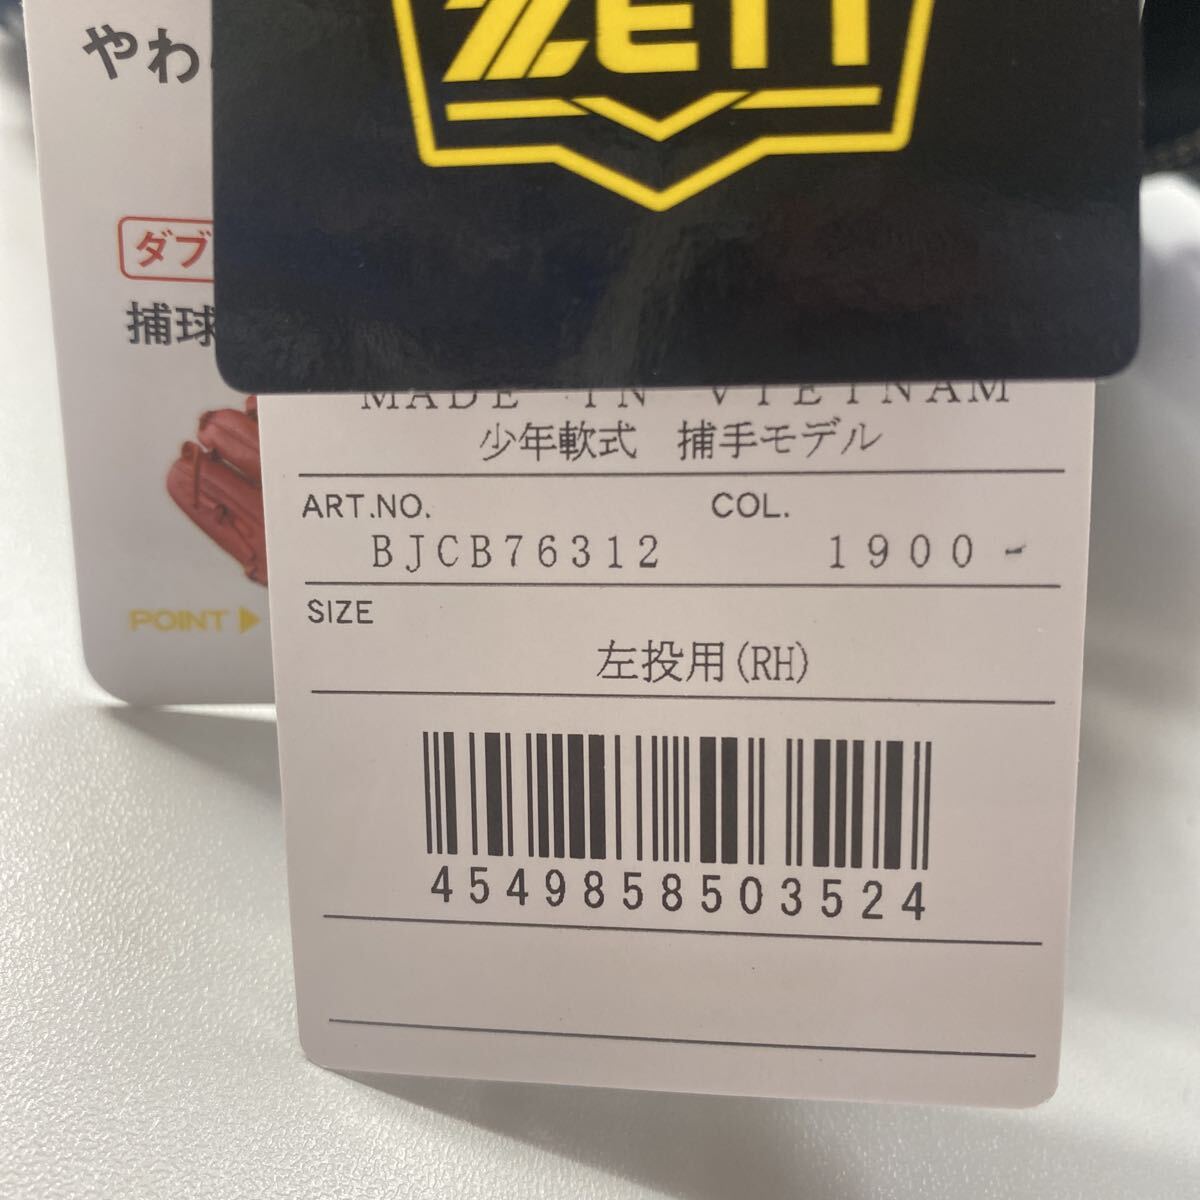 やわ
ZETT
ダブ
捕球
MADE IN VIETNAM
少年軟式 捕手モデル
ART.NO. COL.
BJCB76312 1900 -
SIZE
左投用(RH)
POINT
4549858503524